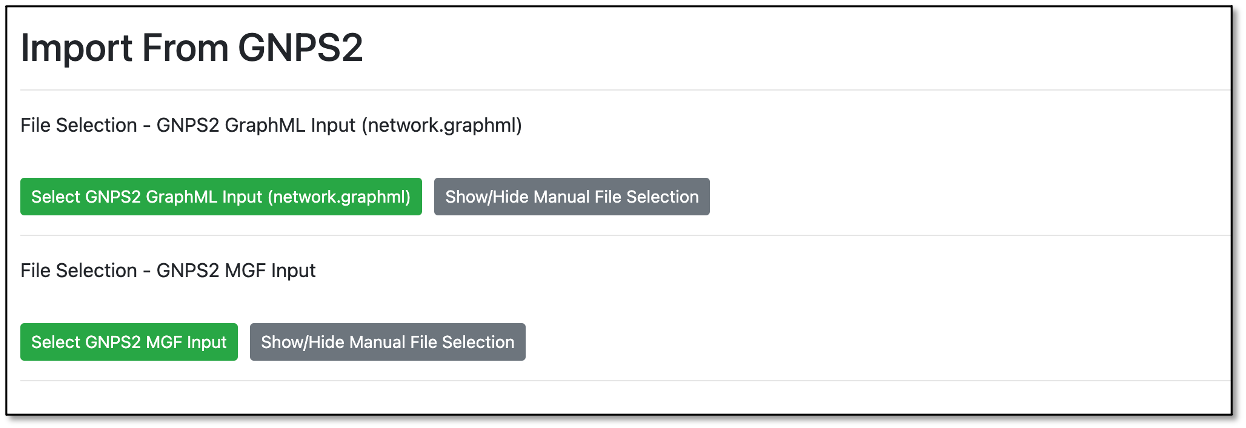 Import From GNPS2
File Selection - GNPS2 GraphML Input (network.graphml)
Select GNPS2 GraphML Input (network.graphml) Show/Hide Manual File Selection
File Selection - GNPS2 MGF Input
Select GNPS2 MGF Input Show/Hide Manual File Selection